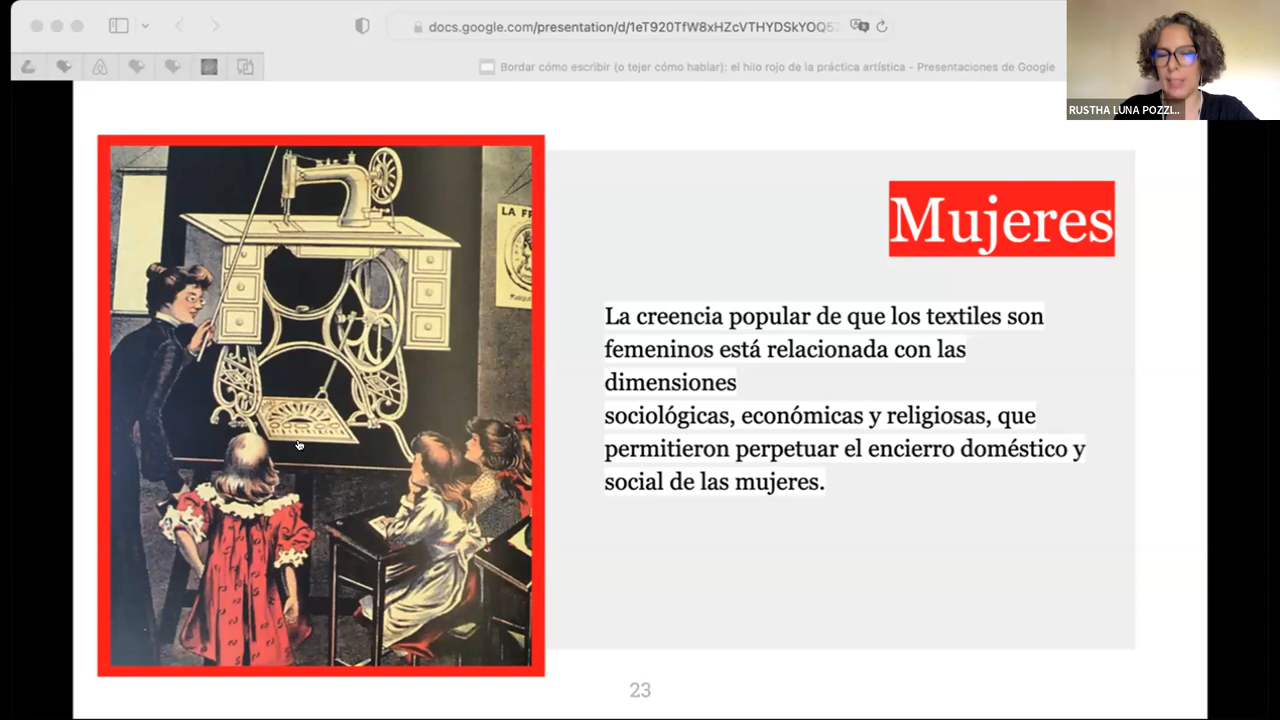 docs.google.com/presentation/d/1eT920TfW8xHZcVTHYDSkYOQ5
Bordar cómo escribir (o tejer cómo hablar): el hilo rojo de la práctica artística - Presentaciones de Google
RUSTHA LUNA POZZI...
LA FR
Mujeres
La creencia popular de que los textiles son
femeninos está relacionada con las
dimensiones
sociológicas, económicas y religiosas, que
permitieron perpetuar el encierro doméstico y
social de las mujeres.
23